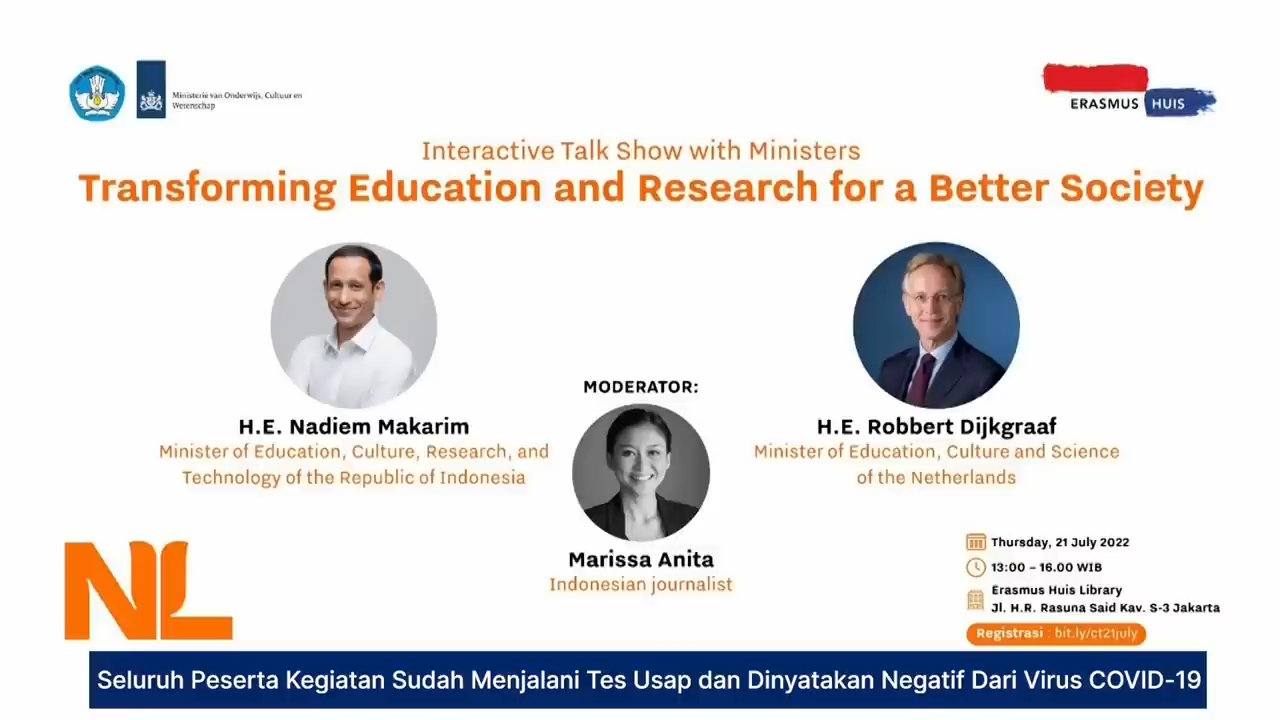 Ministerie van Onderwijs, Cultuur en
Wetenschap
ERASMUS HUIS
Interactive Talk Show with Ministers
Transforming Education and Research for a Better Society
H.E. Nadiem Makarim
Minister of Education, Culture, Research, and
Technology of the Republic of Indonesia
MODERATOR:
Marissa Anita
Indonesian journalist
H.E. Robbert Dijkgraaf
Minister of Education, Culture and Science
of the Netherlands
NL
Thursday, 21 July 2022
13:00 – 16.00 WIB
Erasmus Huis Library
Jl. H.R. Rasuna Said Kav. S-3 Jakarta
Registrasi : bit.ly/ct21july
Seluruh Peserta Kegiatan Sudah Menjalani Tes Usap dan Dinyatakan Negatif Dari Virus COVID-19